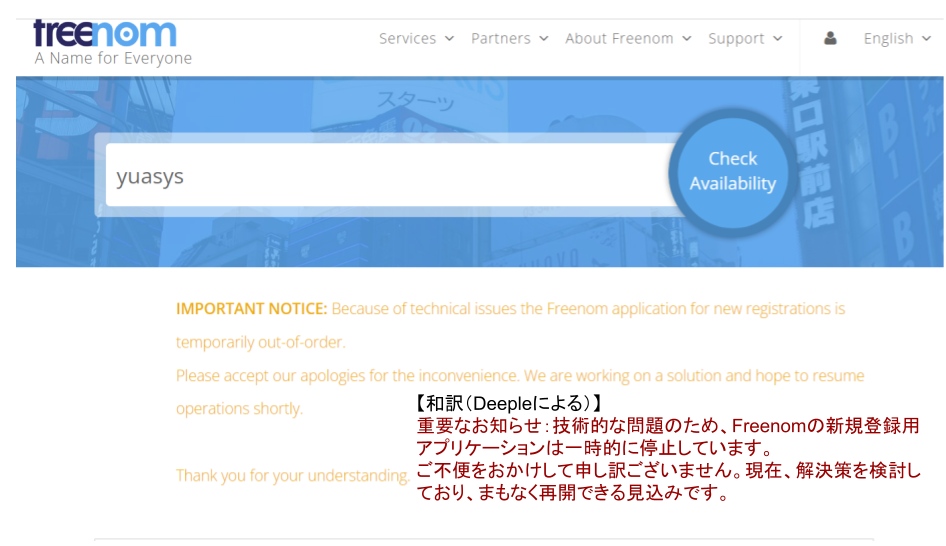 freenom
A Name for Everyone
Services Partners About Freenom Support English
スターツ
東口駅前店
yuasys
Check
Availability
IMPORTANT NOTICE: Because of technical issues the Freenom application for new registrations is
temporarily out-of-order.
Please accept our apologies for the inconvenience. We are working on a solution and hope to resume
operations shortly.
【和訳(Deepleによる)】
重要なお知らせ:技術的な問題のため、Freenomの新規登録用
アプリケーションは一時的に停止しています。
Thank you for your understanding.
ご不便をおかけして申し訳ございません。現在、解決策を検討し
ており、まもなく再開できる見込みです。